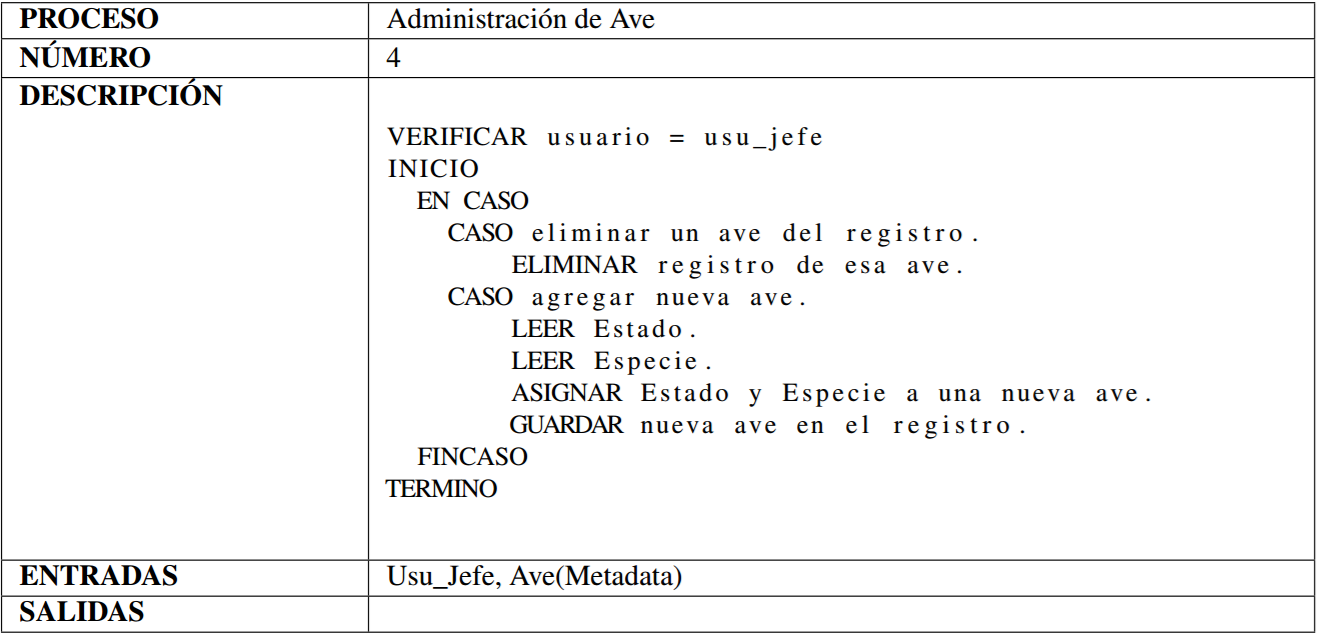 PROCESO Administración de Ave
NÚMERO 4
DESCRIPCIÓN
VERIFICAR usuario = usu_jefe
INICIO
EN CASO
CASO eliminar un ave del registro.
ELIMINAR registro de esa ave.
CASO agregar nueva ave.
LEER Estado.
LEER Especie.
ASIGNAR Estado y Especie a una nueva ave.
GUARDAR nueva ave en el registro.
FINCASO
TERMINO
ENTRADAS Usu_Jefe, Ave(Metadata)
SALIDAS